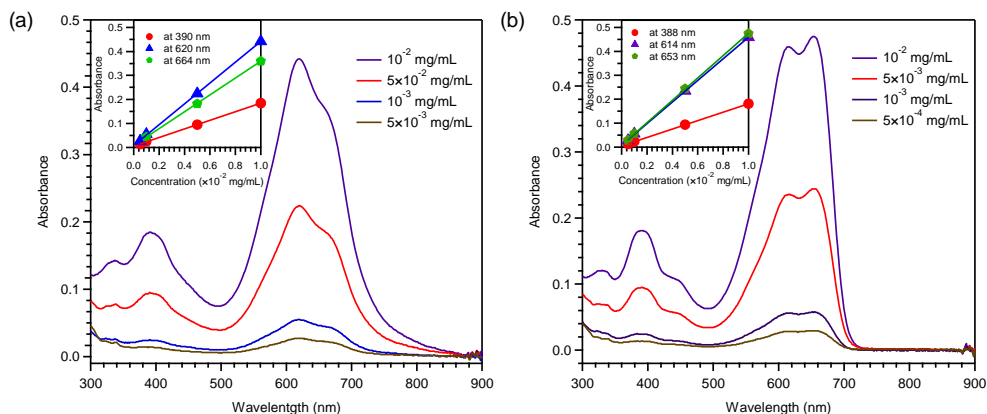 (a)
0.5
0.4
0.3
0.2
0.1
0.0
Absorbance
300
400
500
600
700
800
900
Wavelength (nm)
10⁻² mg/mL
5×10⁻² mg/mL
10⁻³ mg/mL
5×10⁻³ mg/mL
at 390 nm
at 620 nm
at 664 nm
0.5
0.4
0.3
0.2
0.1
0.0
Absorbance
0.0
0.2
0.4
0.6
0.8
1.0
Concentration (×10⁻² mg/mL)
(b)
0.5
0.4
0.3
0.2
0.1
0.0
Absorbance
300
400
500
600
700
800
900
Wavelength (nm)
10⁻² mg/mL
5×10⁻³ mg/mL
10⁻³ mg/mL
5×10⁻⁴ mg/mL
at 388 nm
at 614 nm
at 653 nm
0.5
0.4
0.3
0.2
0.1
0.0
Absorbance
0.0
0.2
0.4
0.6
0.8
1.0
Concentration (×10⁻² mg/mL)